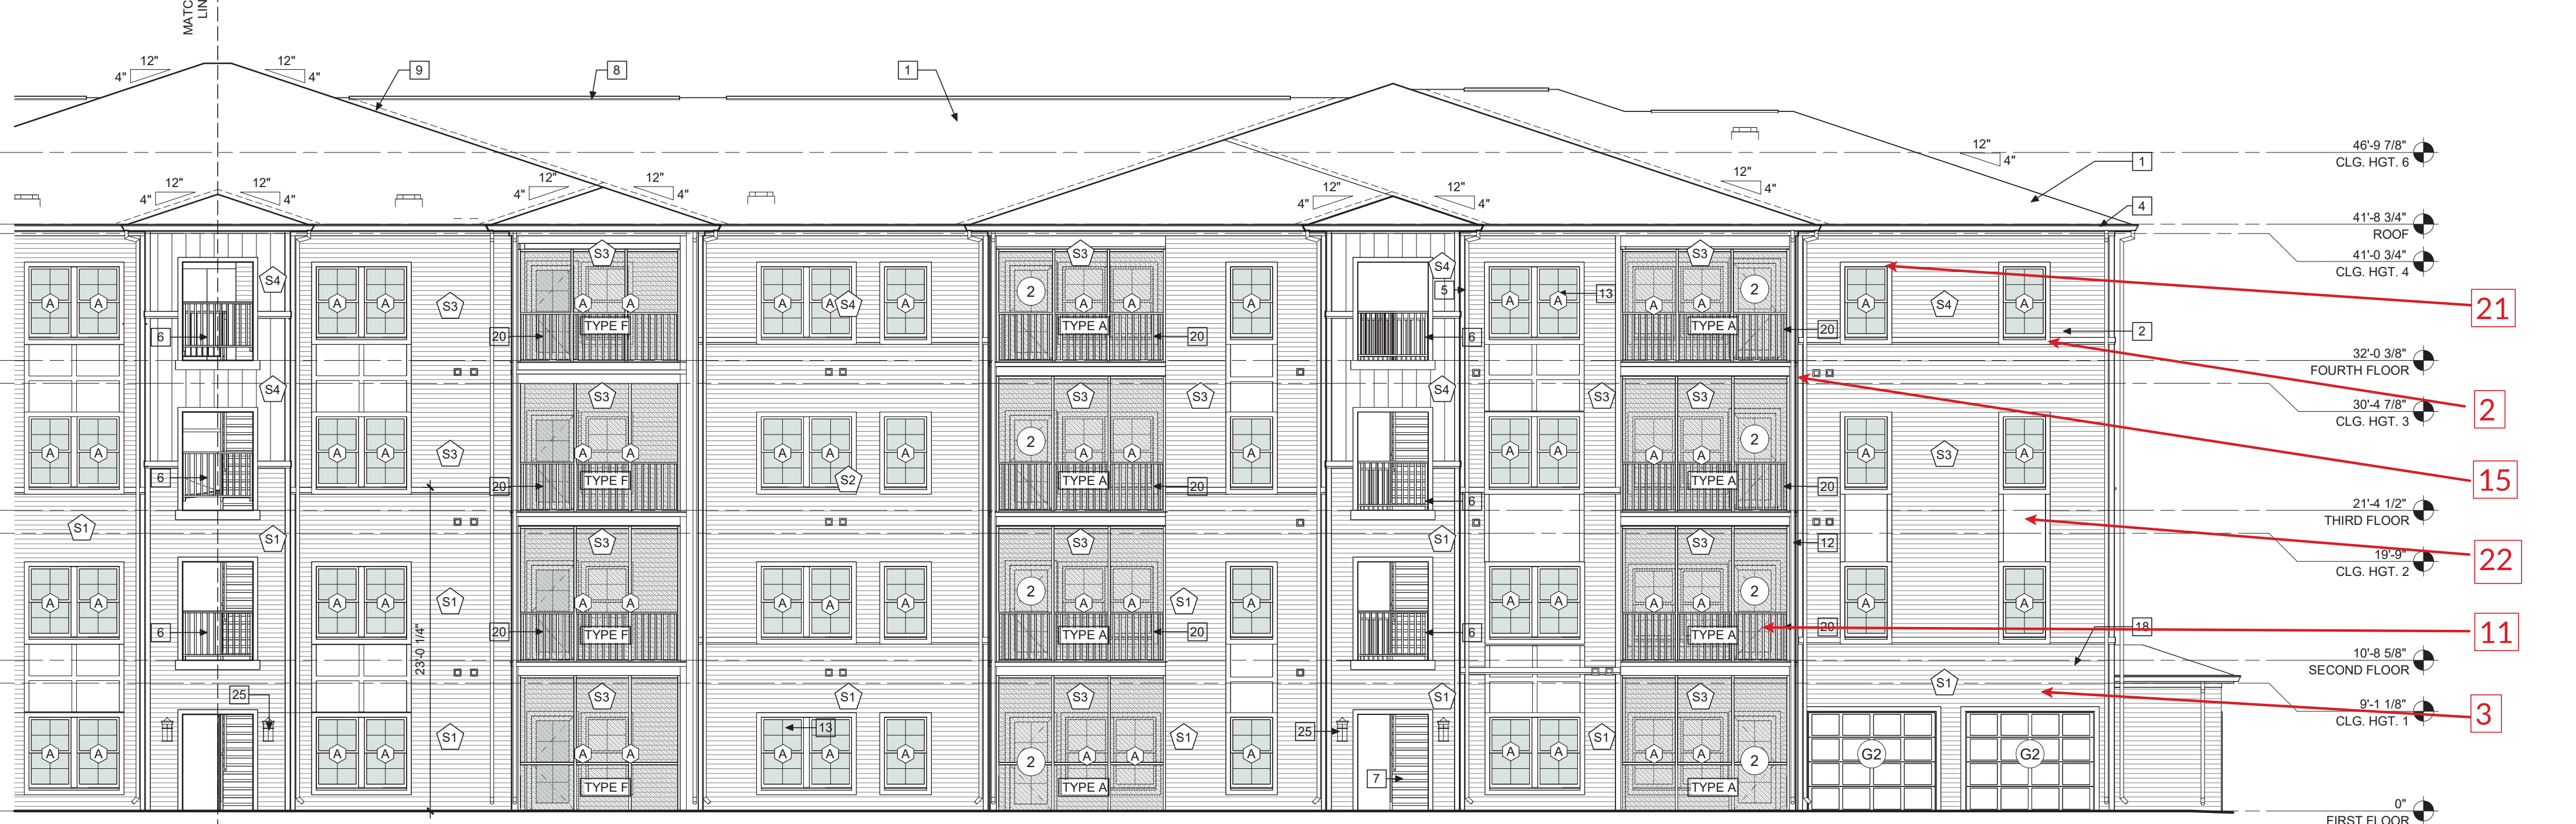 MATC
LIN
12"
4"
12"
4"
9
8
1
12"
4"
12"
4"
12"
4"
12"
4"
12"
4"
12"
4"
12"
4"
12"
4"
1
4
46'-9 7/8"
CLG. HGT. 6
41'-8 3/4"
ROOF
41'-0 3/4"
CLG. HGT. 4
S3 S3 S3
S4 S4
A A A A S3 A A A A S4 A 2 A A A 5 A A 13 A A 2 A S4 A
21
6 20 TYPE F TYPE A 20 6 TYPE A 20 2
32'-0 3/8"
FOURTH FLOOR
2
S4 S3 S3 S3 S4 S3 S3
30'-4 7/8"
CLG. HGT. 3
A A A A S3 A A A A A 2 A A A A A A A 2 A S3 A
15
6 20 TYPE F S2 TYPE A 20 6 TYPE A 20
21'-4 1/2"
THIRD FLOOR
S1 S1 S3 S3 S1 S3 12
22
19'-9"
CLG. HGT. 2
A A A A S1 A A A A A 2 A A S1 A A A A A 2 A A
6 20 TYPE F TYPE A 20 6 TYPE A 20 18
11
23'-0 1/4"
10'-8 5/8"
SECOND FLOOR
25 S3 S1 S3 S1 S3 S1
3
9'-1 1/8"
CLG. HGT. 1
A A A A S1 A A A 13 A A 2 A A S1 A 25 7 A A S1 A A 2 G2 G2
TYPE F TYPE A TYPE A
0"
FIRST FLOOR